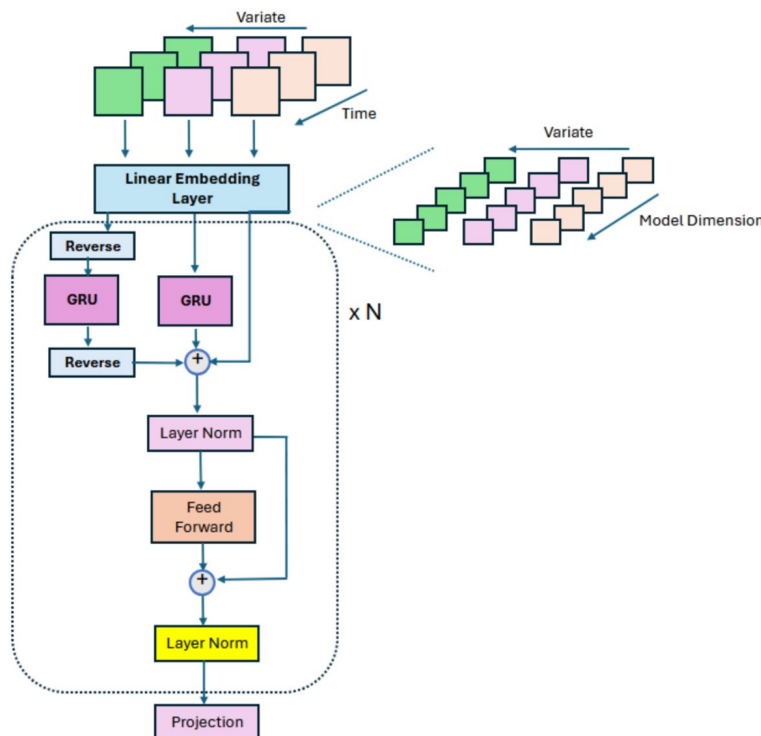 Variate
Time
Linear Embedding
Layer
Variate
Model Dimension
Reverse
GRU
GRU
x N
Reverse
+
Layer Norm
Feed
Forward
+
Layer Norm
Projection